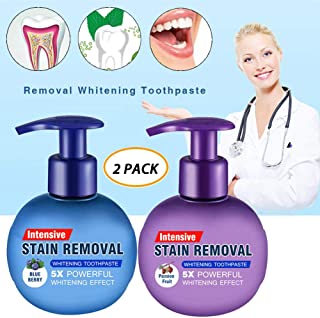 Removal Whitening Toothpaste
2 PACK
Intensive
STAIN REMOVAL
WHITENING TOOTHPASTE
BLUE
BERRY
5X POWERFUL
WHITENING EFFECT
Intensive
STAIN REMOVAL
WHITENING TOOTHPASTE
Passion
Fruit
5X POWERFUL
WHITENING EFFECT